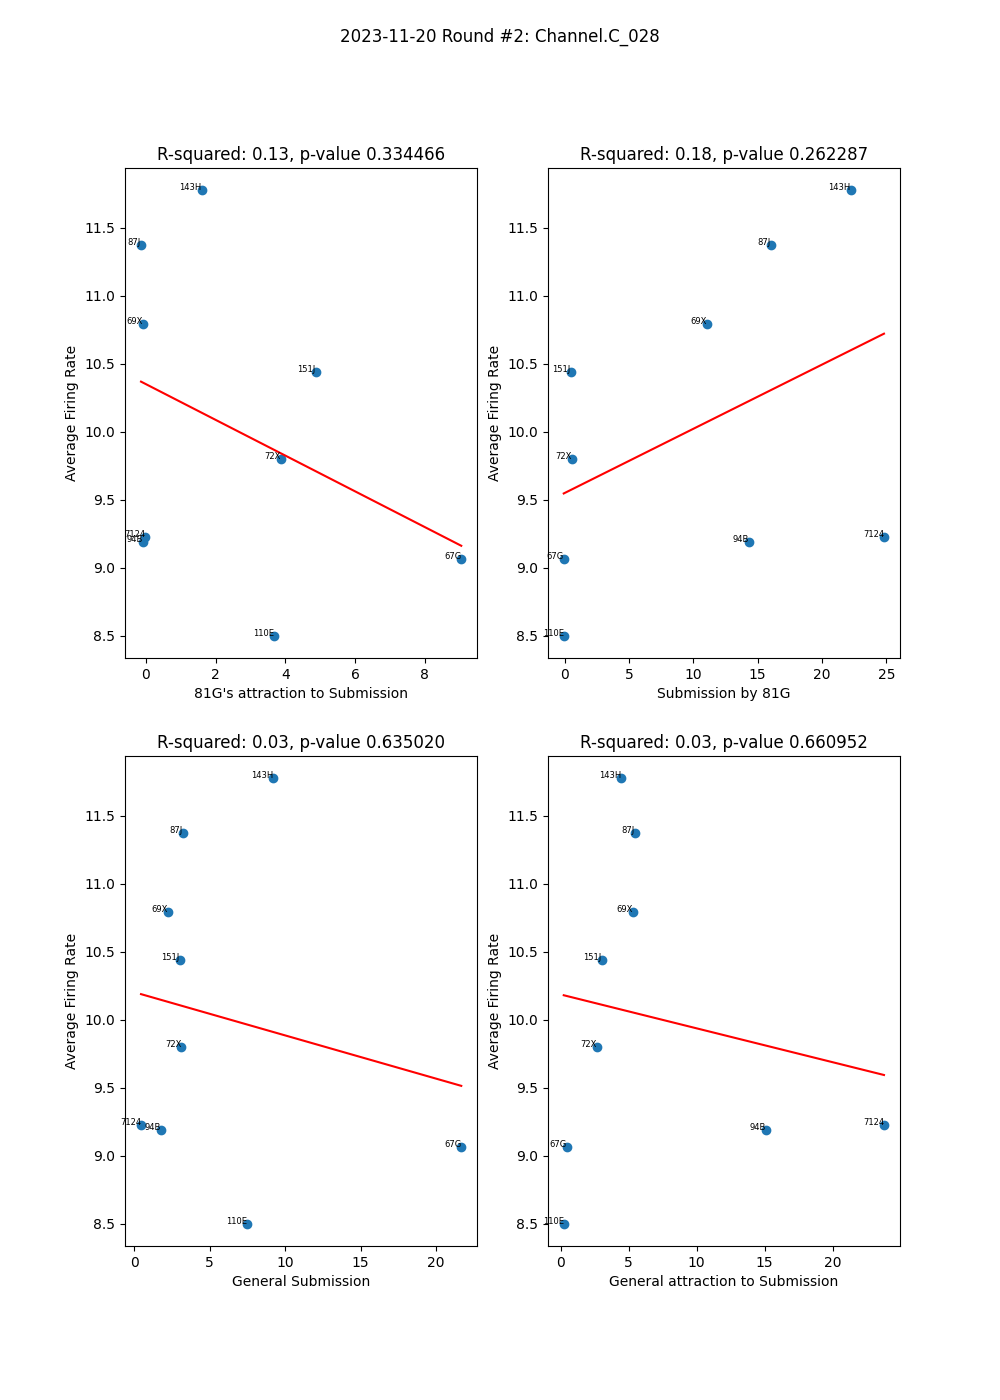 2023-11-20 Round #2: Channel.C_028
R-squared: 0.13, p-value 0.334466
Average Firing Rate
11.5
11.0
10.5
10.0
9.5
9.0
8.5
143H
87J
69X
151J
72X
7124
94B
67G
110E
0 2 4 6 8
81G's attraction to Submission
R-squared: 0.18, p-value 0.262287
Average Firing Rate
11.5
11.0
10.5
10.0
9.5
9.0
8.5
143H
87J
69X
151J
72X
94B
7124
67G
110E
0 5 10 15 20 25
Submission by 81G
R-squared: 0.03, p-value 0.635020
Average Firing Rate
11.5
11.0
10.5
10.0
9.5
9.0
8.5
143H
87J
69X
151J
72X
7124
94B
67G
110E
0 5 10 15 20
General Submission
R-squared: 0.03, p-value 0.660952
Average Firing Rate
11.5
11.0
10.5
10.0
9.5
9.0
8.5
143H
87J
69X
151J
72X
94B
7124
67G
110E
0 5 10 15 20
General attraction to Submission